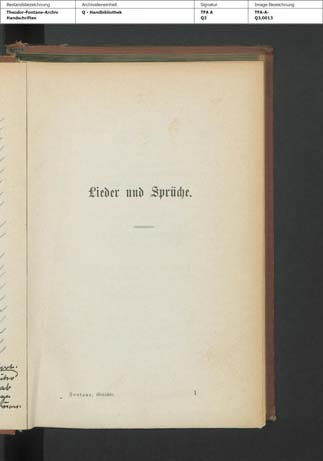 Bestandsbezeichnung Archivalieneinheit Signatur Image Bezeichnung
Theodor-Fontane-Archiv Q - Handbibliothek TFA A TFA-A-
Handschriften Q3 Q3,0013
Lieder und Sprüche.
Fontane, Gedichte. 1